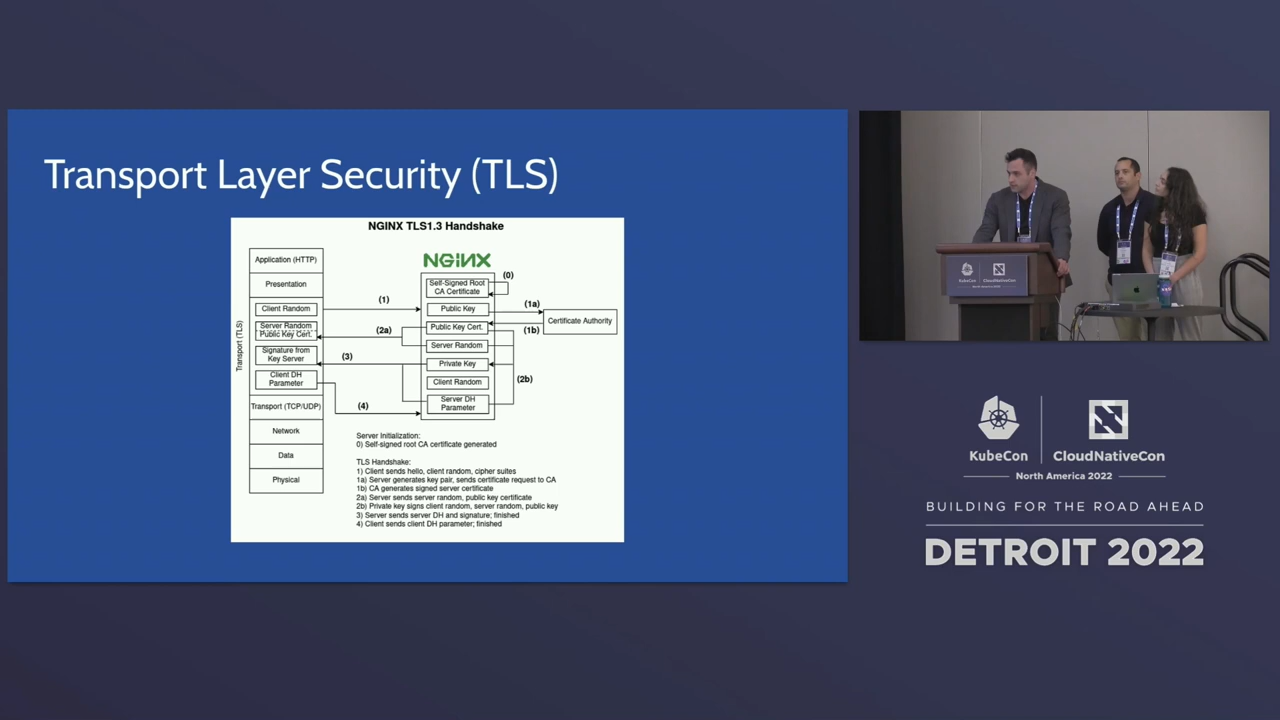 Transport Layer Security (TLS)
NGINX TLS1.3 Handshake
Application (HTTP)
Presentation
Transport (TLS)
Client Random
Server Random
Public Key Cert.
Signature from
Key Server
Client DH
Parameter
Transport (TCP/UDP)
Network
Data
Physical
(1)
(2a)
(3)
(4)
NGINX
Self-Signed Root
CA Certificate
Public Key
Public Key Cert.
Server Random
Private Key
Client Random
Server DH
Parameter
(0)
(1a)
(1b)
(2b)
Certificate Authority
Server Initialization:
0) Self-signed root CA certificate generated
TLS Handshake:
1) Client sends hello, client random, cipher suites
1a) Server generates key pair, sends certificate request to CA
1b) CA generates signed server certificate
2a) Server sends server random, public key certificate
2b) Private key signs client random, server random, public key
3) Server sends server DH and signature; finished
4) Client sends client DH parameter; finished
KubeCon
CloudNativeCon
KubeCon
CloudNativeCon
North America 2022
BUILDING FOR THE ROAD AHEAD
DETROIT 2022